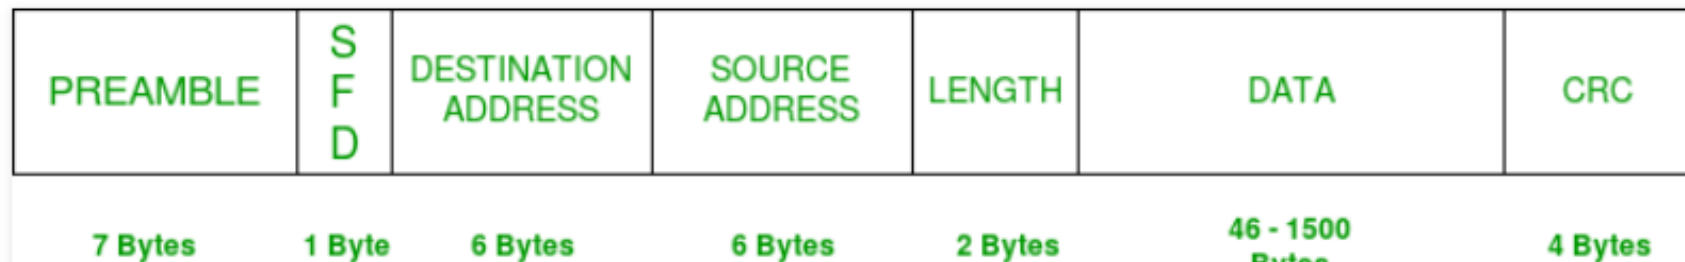 PREAMBLE
S
F
D
DESTINATION
ADDRESS
SOURCE
ADDRESS
LENGTH
DATA
CRC
7 Bytes
1 Byte
6 Bytes
6 Bytes
2 Bytes
46 - 1500
Bytes
4 Bytes